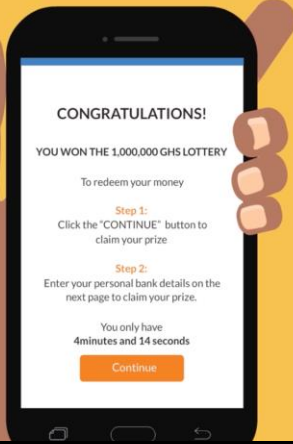 CONGRATULATIONS!
YOU WON THE 1,000,000 GHS LOTTERY
To redeem your money
Step 1:
Click the "CONTINUE" button to
claim your prize
Step 2:
Enter your personal bank details on the
next page to claim your prize.
You only have
4minutes and 14 seconds
Continue